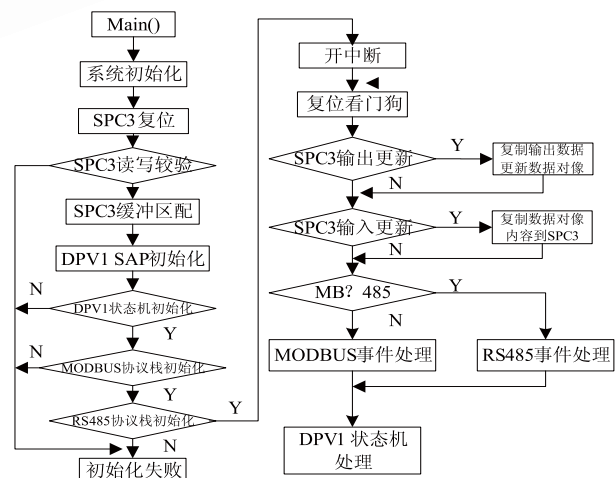 Main()
系统初始化
SPC3复位
SPC3读写较验
SPC3缓冲区配
DPV1 SAP初始化
N
DPV1状态机初始化
Y
N
MODBUS协议栈初始化
Y
RS485协议栈初始化
Y
N
初始化失败
开中断
复位看门狗
SPC3输出更新
Y
复制输出数据
更新数据对像
N
SPC3输入更新
Y
复制数据对像
内容到SPC3
N
MB？485
Y
N
MODBUS事件处理
RS485事件处理
DPV1 状态机
处理